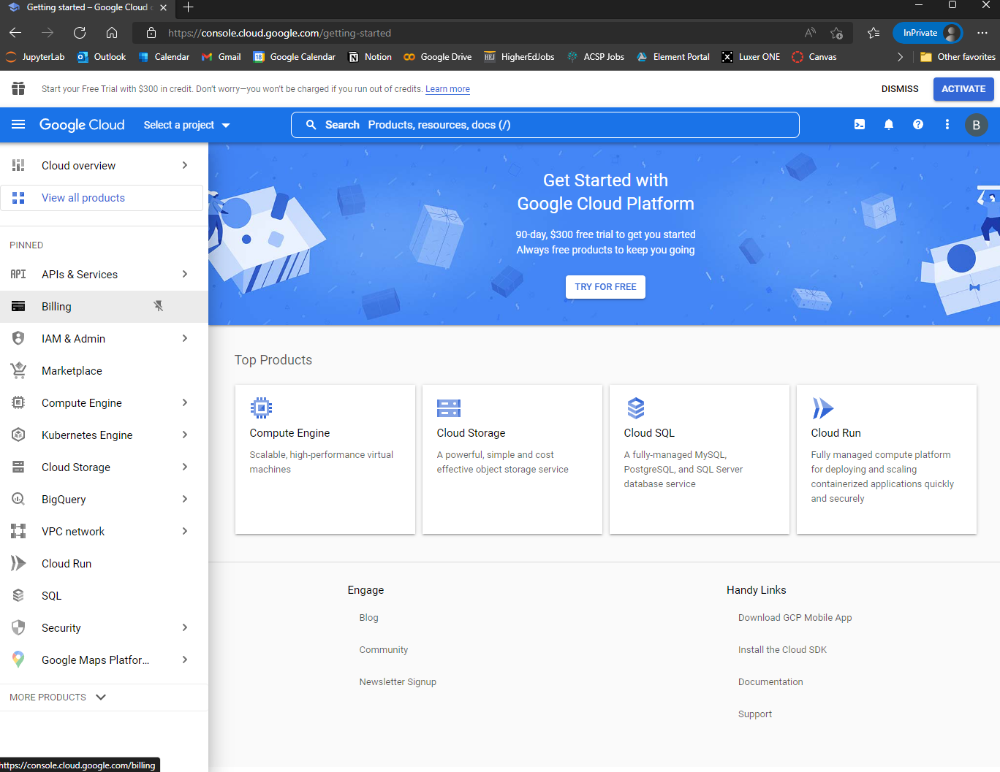 Getting started – Google Cloud
https://console.cloud.google.com/getting-started
InPrivate
JupyterLab
Outlook
Calendar
Gmail
18
Google Calendar
Notion
Google Drive
HigherEdJobs
ACSP Jobs
Element Portal
Luxer ONE
Canvas
Other favorites
Start your Free Trial with $300 in credit. Don't worry—you won't be charged if you run out of credits. Learn more
DISMISS
ACTIVATE
Google Cloud
Select a project
Search Products, resources, docs (/)
B
Cloud overview
View all products
PINNED
API APIs & Services
Billing
IAM & Admin
Marketplace
Compute Engine
Kubernetes Engine
Cloud Storage
BigQuery
VPC network
Cloud Run
SQL
Security
Google Maps Platfor...
MORE PRODUCTS
https://console.cloud.google.com/billing
Get Started with
Google Cloud Platform
90-day, $300 free trial to get you started
Always free products to keep you going
TRY FOR FREE
Top Products
Compute Engine
Scalable, high-performance virtual
machines
Cloud Storage
A powerful, simple and cost
effective object storage service
Cloud SQL
A fully-managed MySQL,
PostgreSQL, and SQL Server
database service
Cloud Run
Fully managed compute platform
for deploying and scaling
containerized applications quickly
and securely
Engage
Blog
Community
Newsletter Signup
Handy Links
Download GCP Mobile App
Install the Cloud SDK
Documentation
Support